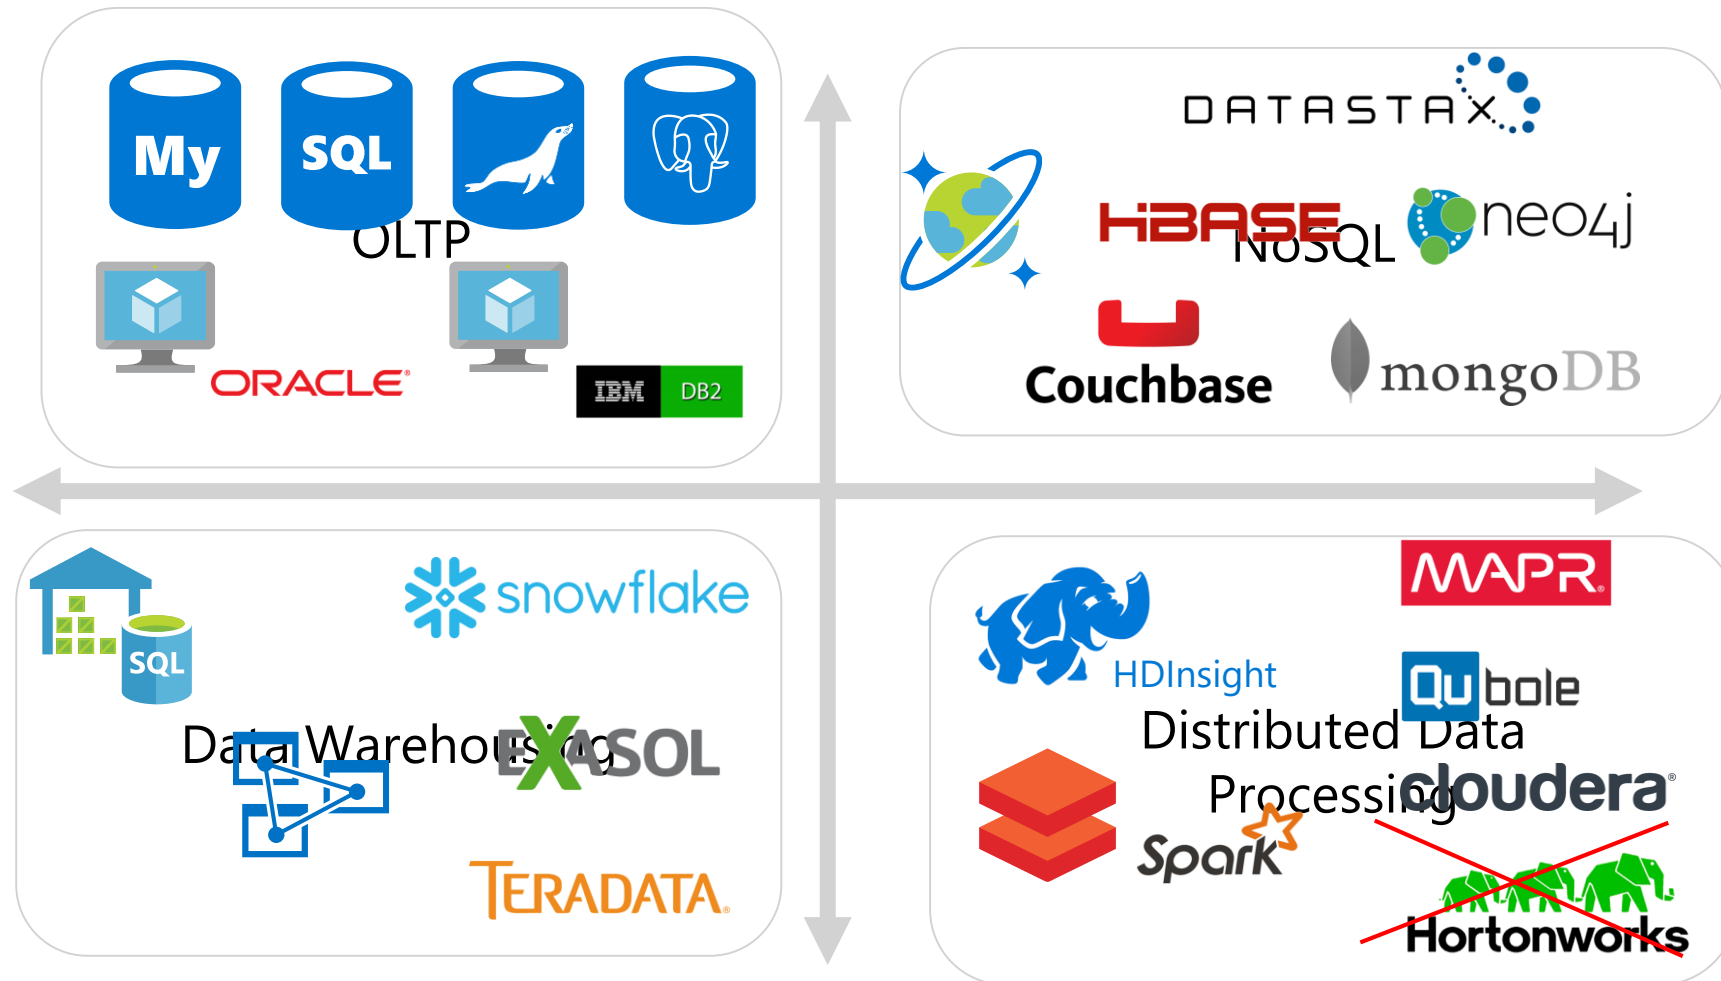 My
SQL
OLTP
ORACLE®
IBM DB2
DATASTAX
HBASE
neo4j
NoSQL
Couchbase
mongoDB
SQL
snowflake
Data Warehousing
EXASOL
TERADATA®
MAPR®
HDInsight
Qubole
Distributed Data
Processing
cloudera®
Spark
Hortonworks